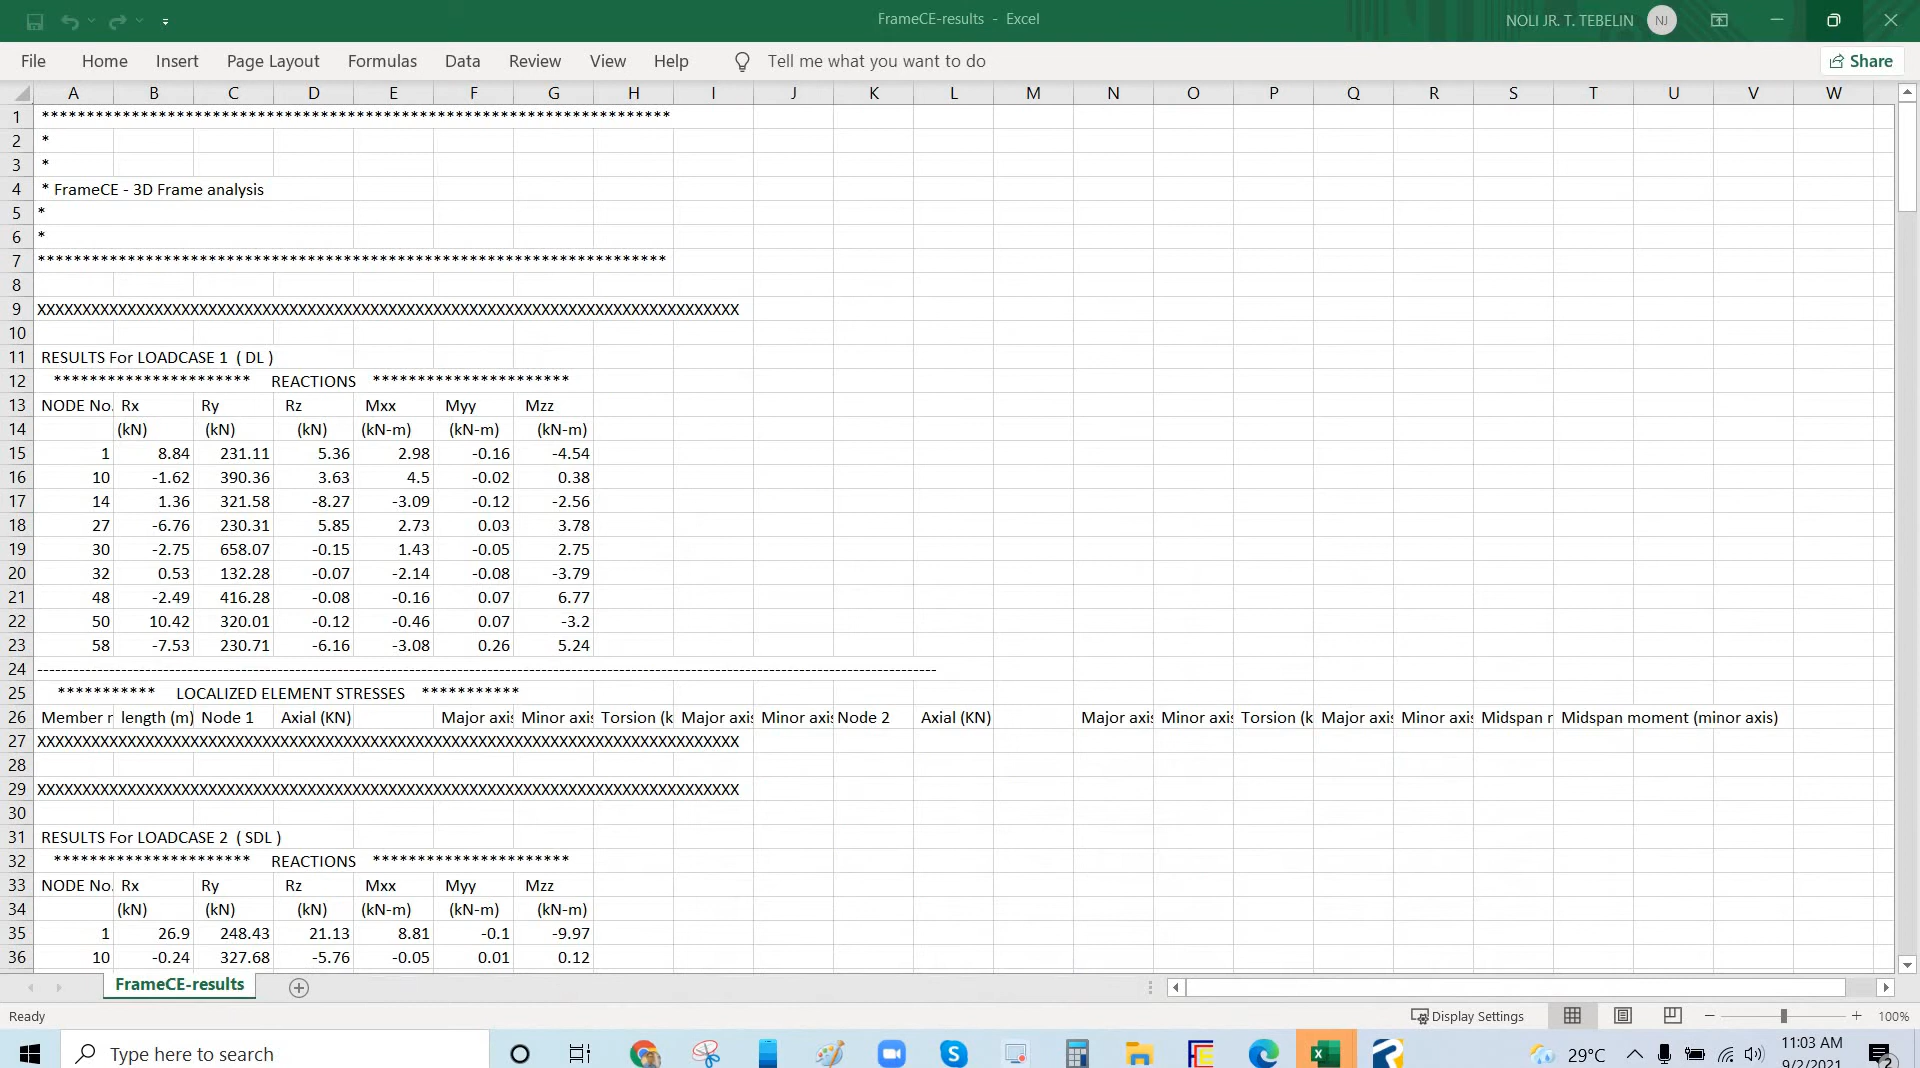 FrameCE-results - Excel
NOLI JR. T. TEBELIN NJ
File Home Insert Page Layout Formulas Data Review View Help Tell me what you want to do Share
A B C D E F G H I J K L M N O P Q R S T U V W
1 **********************************************************************
2 *
3 *
4 * FrameCE - 3D Frame analysis
5 *
6 *
7 **********************************************************************
8
9 XXXXXXXXXXXXXXXXXXXXXXXXXXXXXXXXXXXXXXXXXXXXXXXXXXXXXXXXXXXXXXXXXXXXXXXXXXXXXX
10
11 RESULTS For LOADCASE 1 ( DL )
12 ********************** REACTIONS **********************
13 NODE No. Rx Ry Rz Mxx Myy Mzz
14 (kN) (kN) (kN) (kN-m) (kN-m) (kN-m)
15 1 8.84 231.11 5.36 2.98 -0.16 -4.54
16 10 -1.62 390.36 3.63 4.5 -0.02 0.38
17 14 1.36 321.58 -8.27 -3.09 -0.12 -2.56
18 27 -6.76 230.31 5.85 2.73 0.03 3.78
19 30 -2.75 658.07 -0.15 1.43 -0.05 2.75
20 32 0.53 132.28 -0.07 -2.14 -0.08 -3.79
21 48 -2.49 416.28 -0.08 -0.16 0.07 6.77
22 50 10.42 320.01 -0.12 -0.46 0.07 -3.2
23 58 -7.53 230.71 -6.16 -3.08 0.26 5.24
24 ------------------------------------------------------------------------------------------------------------------------------------------------------
25 *********** LOCALIZED ELEMENT STRESSES ***********
26 Member r length (m) Node 1 Axial (KN) Major axis Minor axis Torsion (k Major axis Minor axis Node 2 Axial (KN) Major axis Minor axis Torsion (k Major axis Minor axis Midspan r Midspan moment (minor axis)
27 XXXXXXXXXXXXXXXXXXXXXXXXXXXXXXXXXXXXXXXXXXXXXXXXXXXXXXXXXXXXXXXXXXXXXXXXXXXXXX
28
29 XXXXXXXXXXXXXXXXXXXXXXXXXXXXXXXXXXXXXXXXXXXXXXXXXXXXXXXXXXXXXXXXXXXXXXXXXXXXXX
30
31 RESULTS For LOADCASE 2 ( SDL )
32 ********************** REACTIONS **********************
33 NODE No. Rx Ry Rz Mxx Myy Mzz
34 (kN) (kN) (kN) (kN-m) (kN-m) (kN-m)
35 1 26.9 248.43 21.13 8.81 -0.1 -9.97
36 10 -0.24 327.68 -5.76 -0.05 0.01 0.12
FrameCE-results
Ready Display Settings 100%
Type here to search S 29°C 11:03 AM
9/2/2021 2